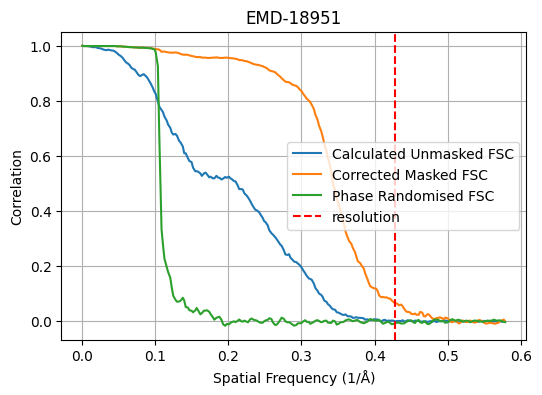 EMD-18951
1.0
0.8
0.6
0.4
0.2
0.0
Correlation
Calculated Unmasked FSC
Corrected Masked FSC
Phase Randomised FSC
resolution
0.0 0.1 0.2 0.3 0.4 0.5 0.6
Spatial Frequency (1/Å)